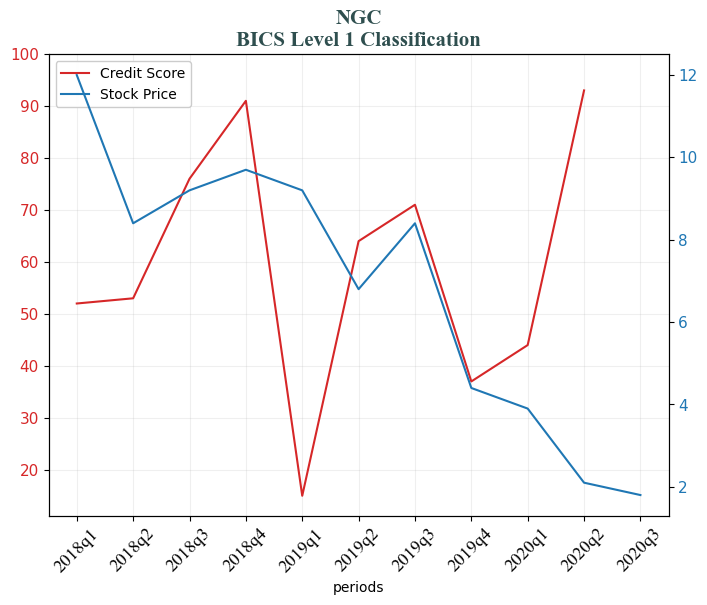 NGC
BICS Level 1 Classification
Credit Score
Stock Price
100
90
80
70
60
50
40
30
20
12
10
8
6
4
2
2018q1
2018q2
2018q3
2018q4
2019q1
2019q2
2019q3
2019q4
2020q1
2020q2
2020q3
periods